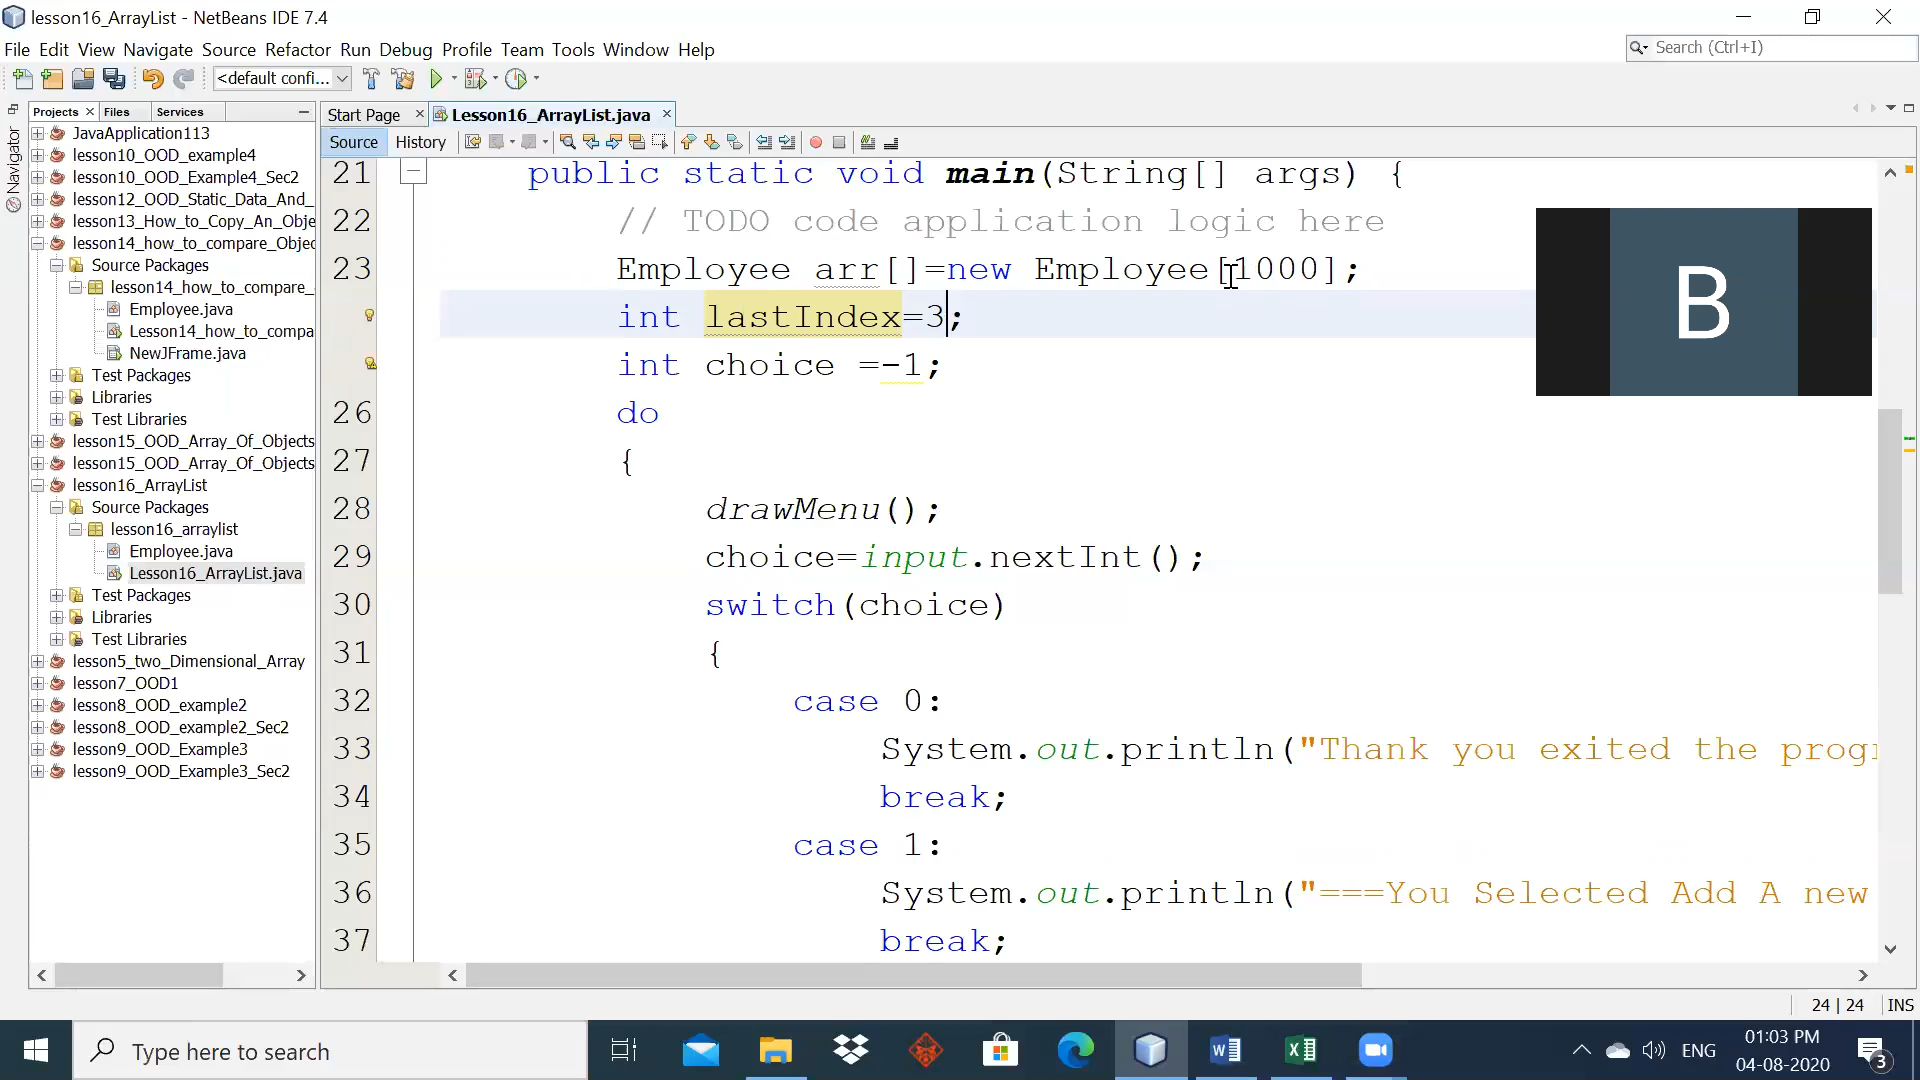 lesson16_ArrayList - NetBeans IDE 7.4
File Edit View Navigate Source Refactor Run Debug Profile Team Tools Window Help
Search (Ctrl+I)
<default confi...
Projects Files Services
Start Page Lesson16_ArrayList.java
Source History
Navigator
JavaApplication113
lesson10_OOD_example4
lesson10_OOD_Example4_Sec2
lesson12_OOD_Static_Data_And_
lesson13_How_to_Copy_An_Obje
lesson14_how_to_compare_Objec
Source Packages
lesson14_how_to_compare_
Employee.java
Lesson14_how_to_compa
NewJFrame.java
Test Packages
Libraries
Test Libraries
lesson15_OOD_Array_Of_Objects
lesson15_OOD_Array_Of_Objects
lesson16_ArrayList
Source Packages
lesson16_arraylist
Employee.java
Lesson16_ArrayList.java
Test Packages
Libraries
Test Libraries
lesson5_two_Dimensional_Array
lesson7_OOD1
lesson8_OOD_example2
lesson8_OOD_example2_Sec2
lesson9_OOD_Example3
lesson9_OOD_Example3_Sec2
21 public static void main(String[] args) {
22 // TODO code application logic here
23 Employee arr[]=new Employee[1000];
int lastIndex=3;
int choice =-1;
26 do
27 {
28 drawMenu();
29 choice=input.nextInt();
30 switch(choice)
31 {
32 case 0:
33 System.out.println("Thank you exited the progr
34 break;
35 case 1:
36 System.out.println("===You Selected Add A new
37 break;
B
24 | 24 INS
Type here to search
ENG
01:03 PM
04-08-2020
3